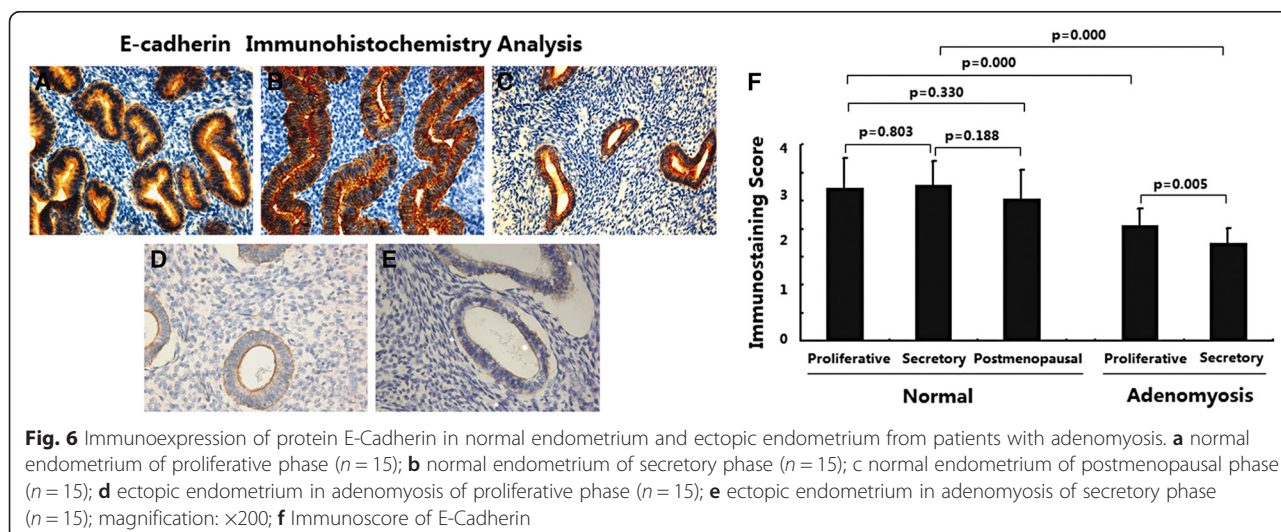 E-cadherin Immunohistochemistry Analysis
A
B
C
D
E
F
p=0.000
p=0.000
p=0.330
p=0.803
p=0.188
p=0.005
Immunostaining Score
4
3
2
1
0
Proliferative Secretory Postmenopausal Proliferative Secretory
Normal Adenomyosis
Fig. 6 Immunoexpression of protein E-Cadherin in normal endometrium and ectopic endometrium from patients with adenomyosis. a normal
endometrium of proliferative phase (n = 15); b normal endometrium of secretory phase (n = 15); c normal endometrium of postmenopausal phase
(n = 15); d ectopic endometrium in adenomyosis of proliferative phase (n = 15); e ectopic endometrium in adenomyosis of secretory phase
(n = 15); magnification: ×200; f Immunoscore of E-Cadherin